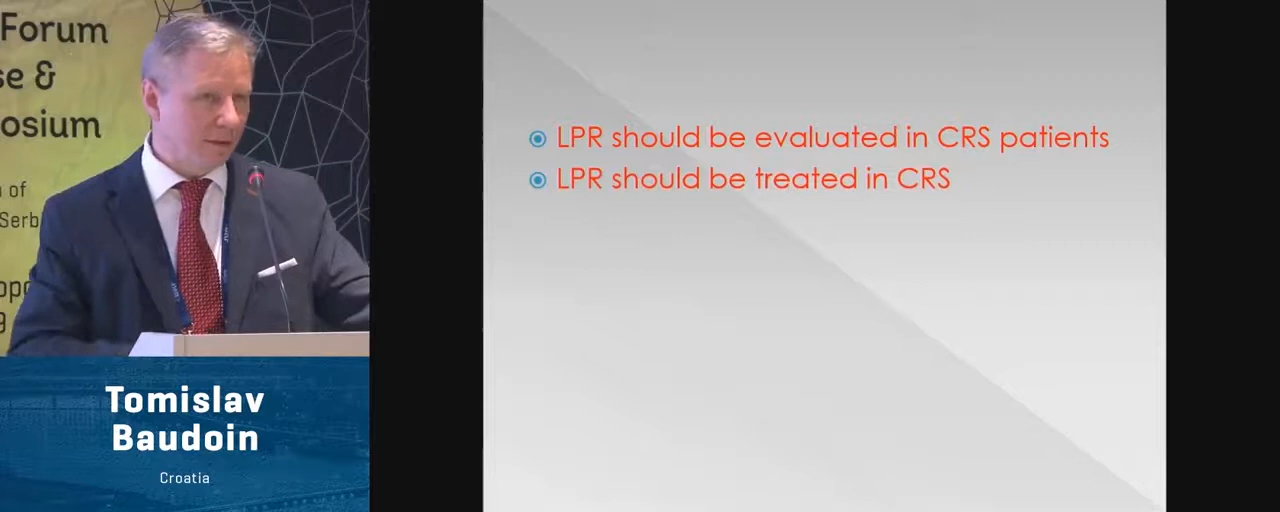 Forum
se &
osium
of
Serb
Tomislav
Baudoin
Croatia
LPR should be evaluated in CRS patients
LPR should be treated in CRS